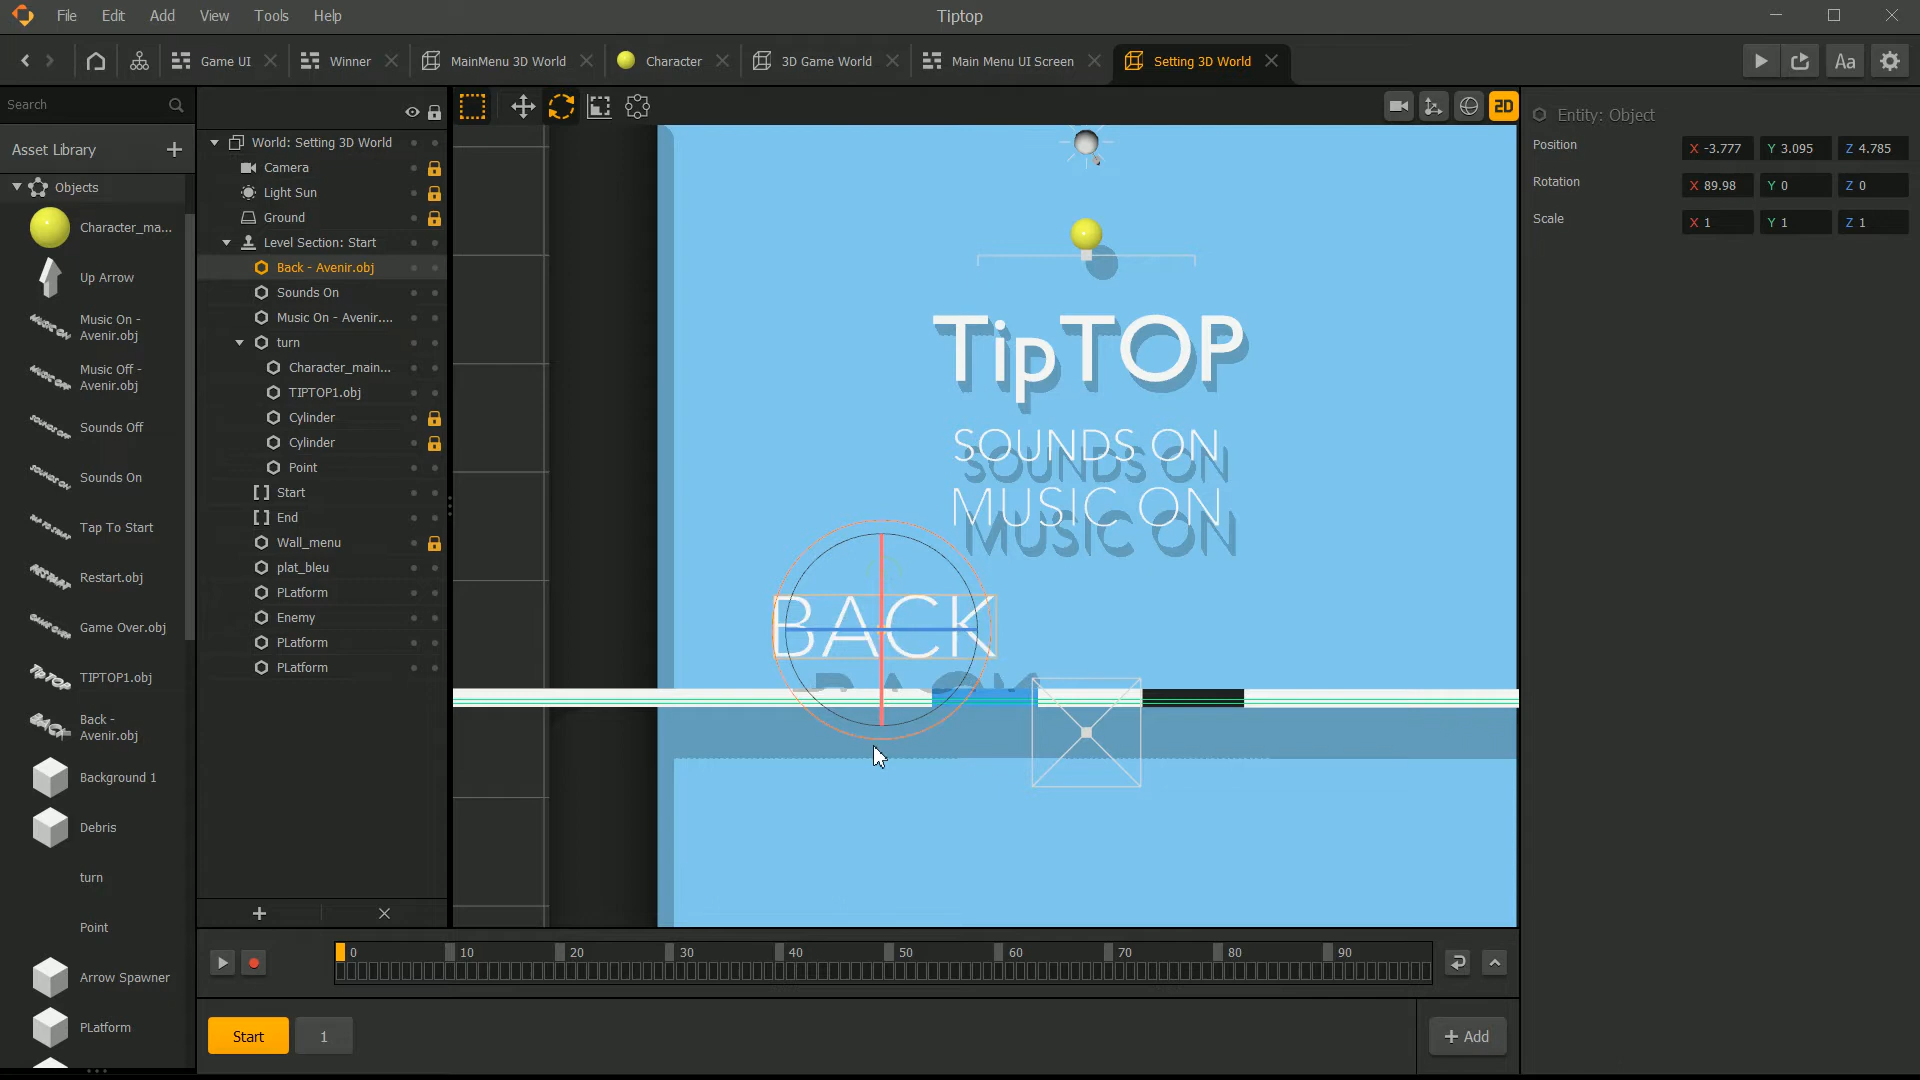 File Edit Add View Tools Help
Tiptop
Game UI Winner MainMenu 3D World Character 3D Game World Main Menu UI Screen Setting 3D World
Aa
Search
Asset Library
Objects
Character_ma...
Up Arrow
Music On -
Avenir.obj
Music Off -
Avenir.obj
Sounds Off
Sounds On
Tap To Start
Restart.obj
Game Over.obj
TIPTOP1.obj
Back -
Avenir.obj
Background 1
Debris
turn
Point
Arrow Spawner
PLatform
World: Setting 3D World
Camera
Light Sun
Ground
Level Section: Start
Back - Avenir.obj
Sounds On
Music On - Avenir....
turn
Character_main...
TIPTOP1.obj
Cylinder
Cylinder
Point
Start
End
Wall_menu
plat_bleu
PLatform
Enemy
PLatform
PLatform
2D
TipTOP
SOUNDS ON
MUSIC ON
BACK
Entity: Object
Position X -3.777 Y 3.095 Z 4.785
Rotation X 89.98 Y 0 Z 0
Scale X 1 Y 1 Z 1
0 10 20 30 40 50 60 70 80 90
Start 1
+ Add